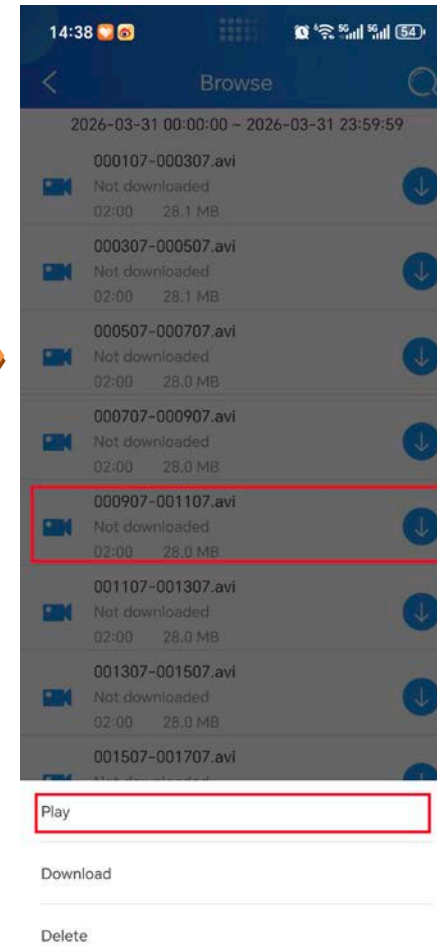 14:38
5G 5G 54
Browse
2026-03-31 00:00:00 ~ 2026-03-31 23:59:59
000107-000307.avi
Not downloaded
02:00 28.1 MB
000307-000507.avi
Not downloaded
02:00 28.1 MB
000507-000707.avi
Not downloaded
02:00 28.0 MB
000707-000907.avi
Not downloaded
02:00 28.0 MB
000907-001107.avi
Not downloaded
02:00 28.0 MB
001107-001307.avi
Not downloaded
02:00 28.0 MB
001307-001507.avi
Not downloaded
02:00 28.0 MB
001507-001707.avi
Play
Download
Delete